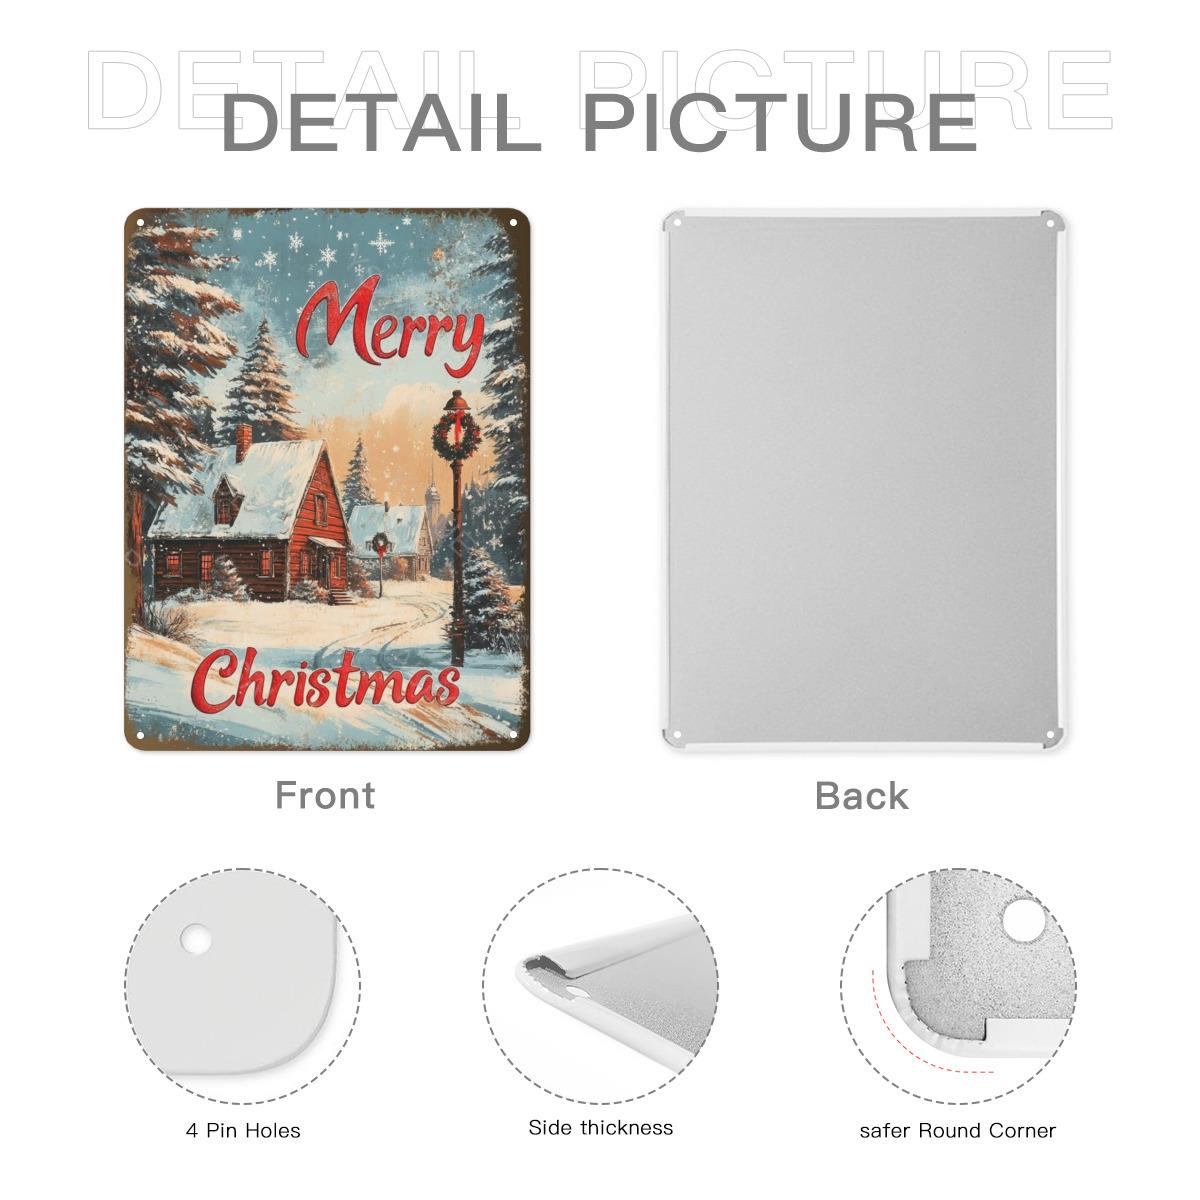 DETAIL PICTURE
DETAIL PICTURE
Merry
Christmas
Front
Back
4 Pin Holes
Side thickness
safer Round Corner